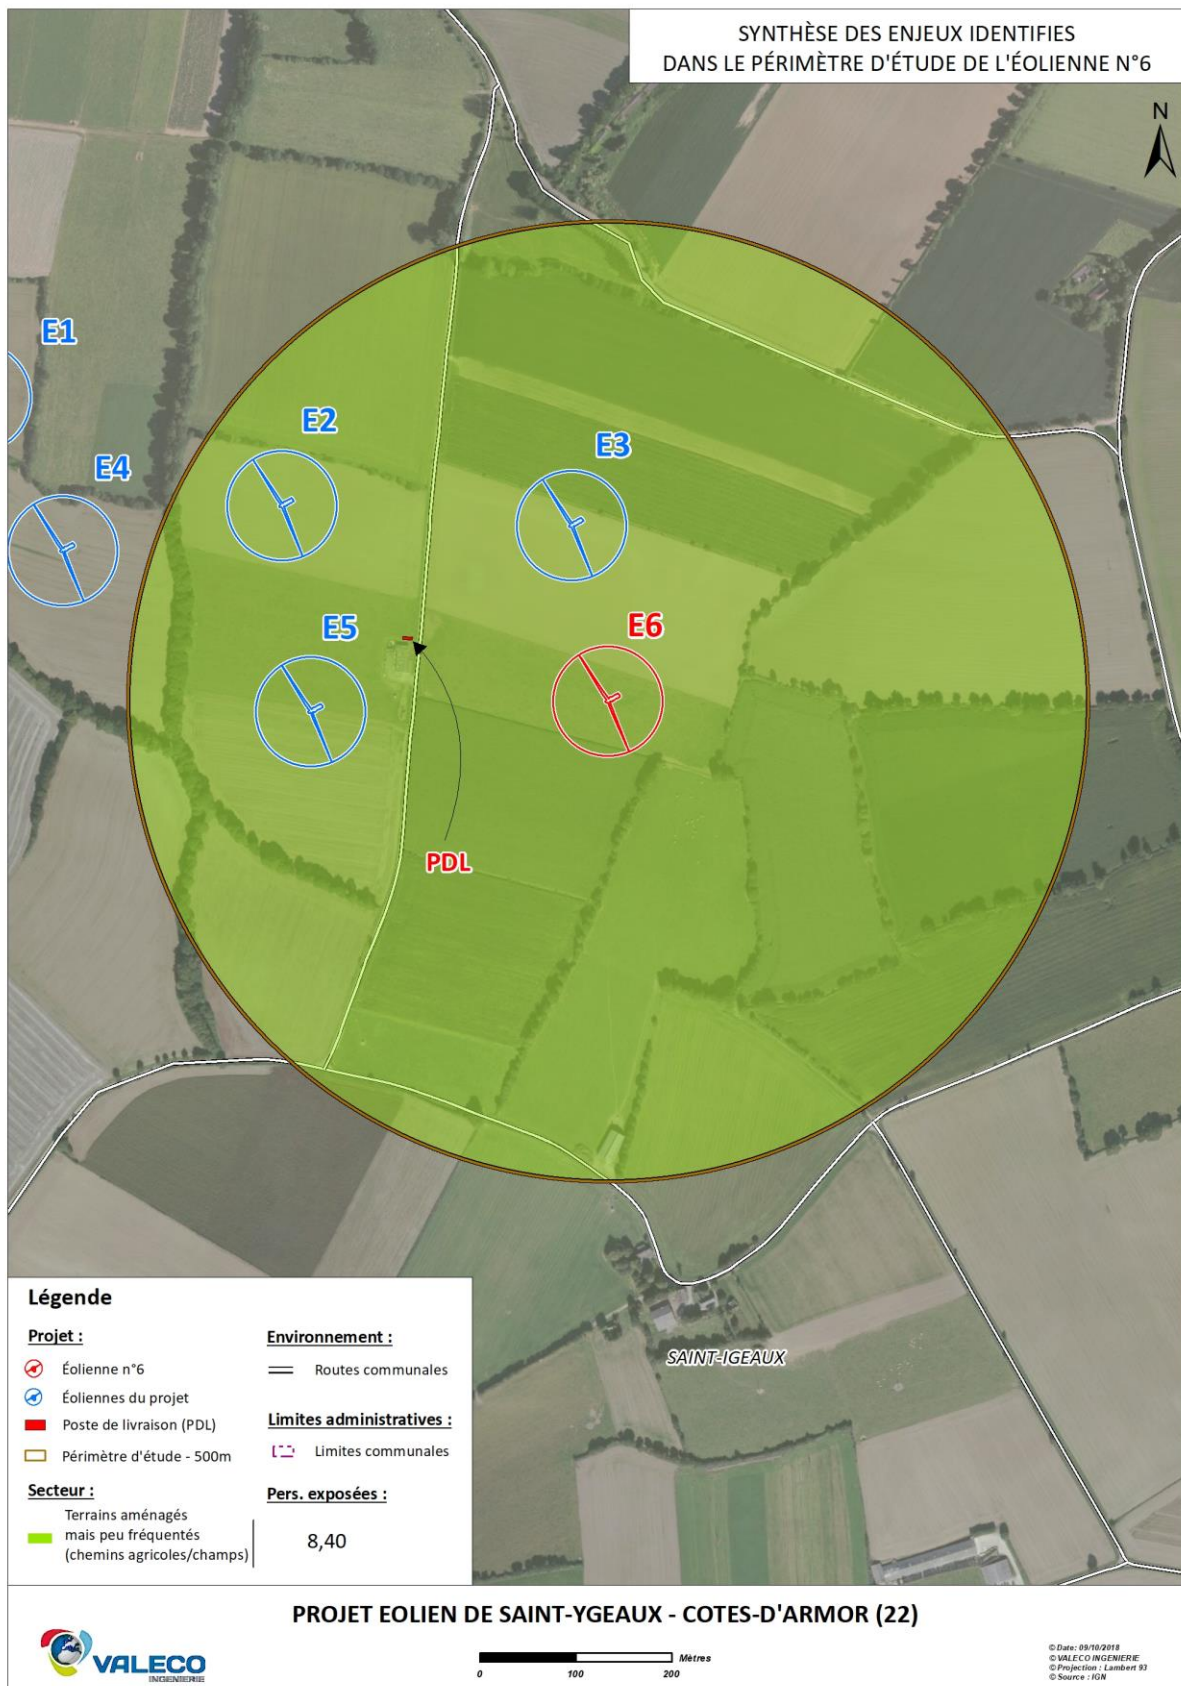 SYNTHÈSE DES ENJEUX IDENTIFIES
DANS LE PÉRIMÈTRE D'ÉTUDE DE L'ÉOLIENNE N°6
N
E1
E2
E3
E4
E5
E6
PDL
SAINT-IGEAUX
Légende
Projet :
Éolienne n°6
Éoliennes du projet
Poste de livraison (PDL)
Périmètre d'étude - 500m
Secteur :
Terrains aménagés
mais peu fréquentés
(chemins agricoles/champs)
Environnement :
Routes communales
Limites administratives :
Limites communales
Pers. exposées :
8,40
PROJET EOLIEN DE SAINT-YGEAUX - COTES-D'ARMOR (22)
VALECO
INGENIERIE
Mètres
0 100 200
© Date: 09/10/2018
© VALECO INGENIERIE
© Projection : Lambert 93
© Source : IGN